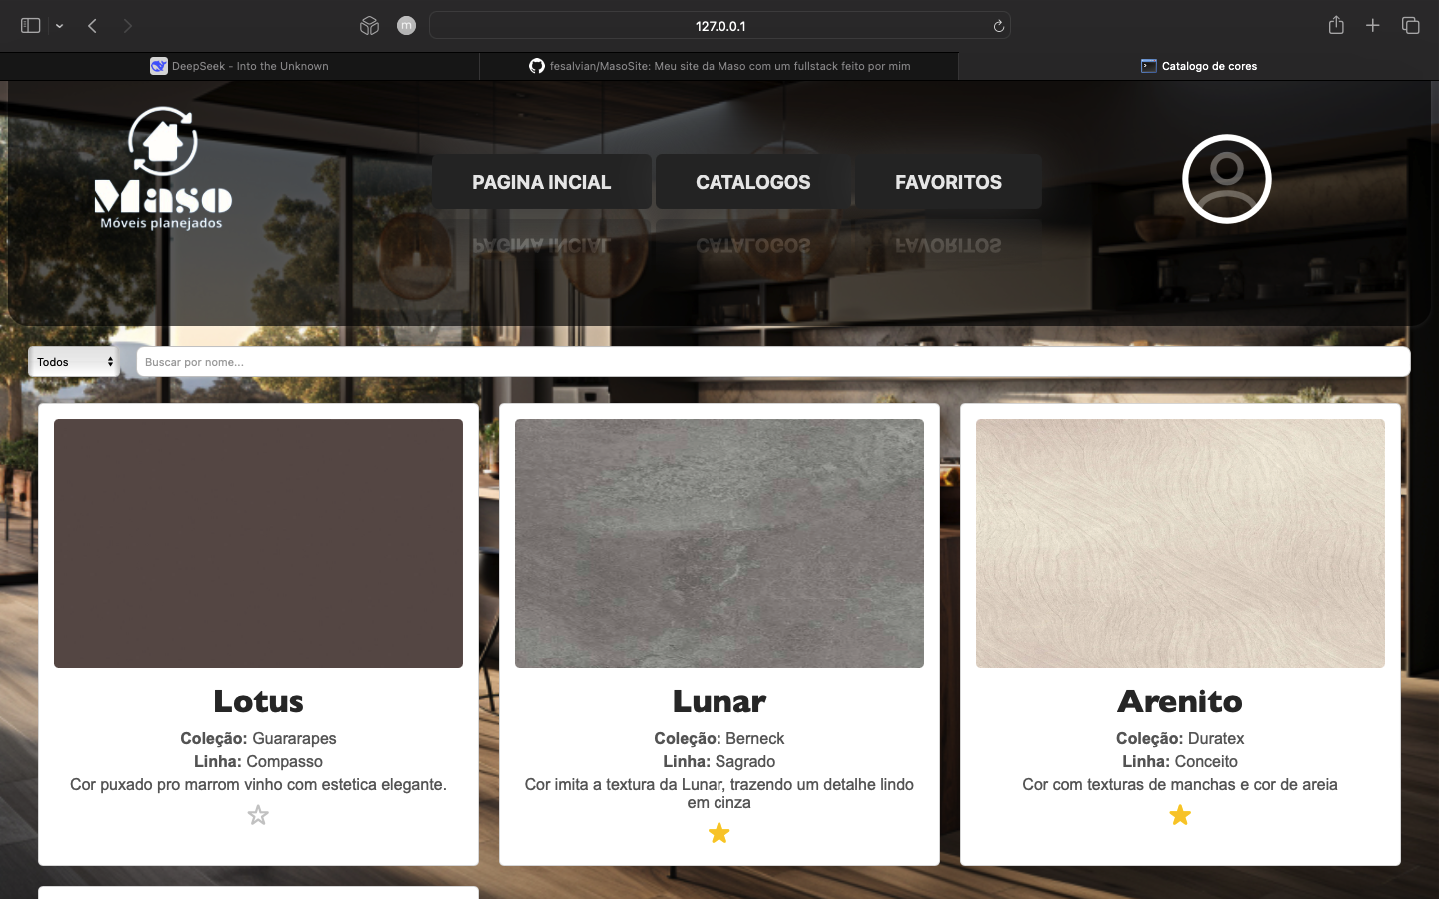 m
127.0.0.1
DeepSeek - Into the Unknown
fesalvian/MasoSite: Meu site da Maso com um fullstack feito por mim
Catalogo de cores
Maso
Móveis planejados
PAGINA INCIAL
CATALOGOS
FAVORITOS
PAGINA INCIAL
CATALOGOS
FAVORITOS
Todos
Buscar por nome...
Lotus
Coleção: Guararapes
Linha: Compasso
Cor puxado pro marrom vinho com estetica elegante.
Lunar
Coleção: Berneck
Linha: Sagrado
Cor imita a textura da Lunar, trazendo um detalhe lindo
em cinza
Arenito
Coleção: Duratex
Linha: Conceito
Cor com texturas de manchas e cor de areia